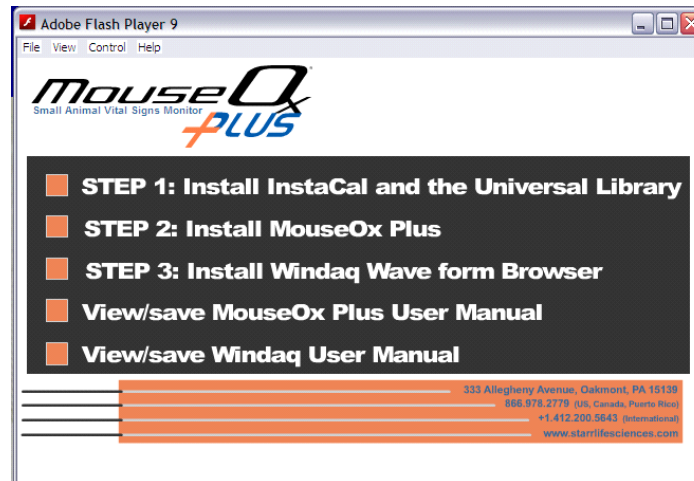 Adobe Flash Player 9
File View Control Help
MouseOx
Small Animal Vital Signs Monitor
PLUS
STEP 1: Install InstaCal and the Universal Library
STEP 2: Install MouseOx Plus
STEP 3: Install Windaq Wave form Browser
View/save MouseOx Plus User Manual
View/save Windaq User Manual
333 Allegheny Avenue, Oakmont, PA 15139
866.978.2779 (US, Canada, Puerto Rico)
+1.412.200.5643 (International)
www.starrlifesciences.com